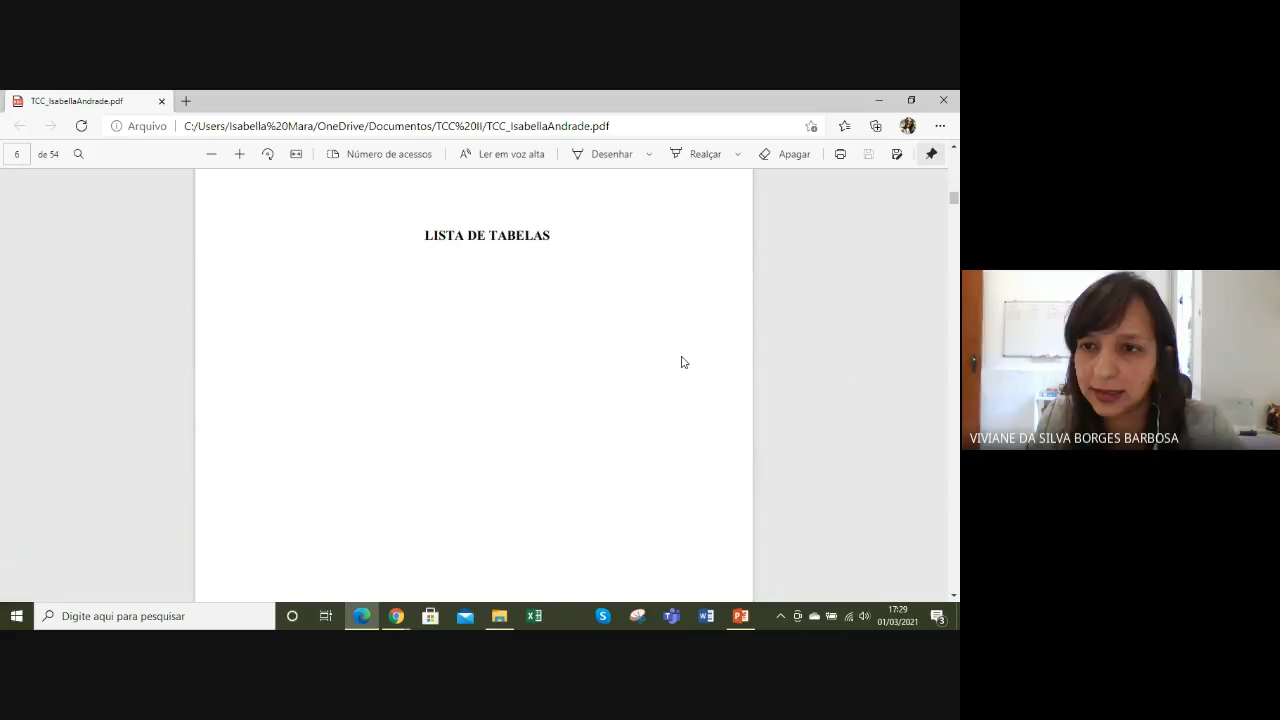 TCC_IsabellaAndrade.pdf
Arquivo
C:/Users/Isabella%20Mara/OneDrive/Documentos/TCC%20II/TCC_IsabellaAndrade.pdf
6 de 54
Número de acessos
Ler em voz alta
Desenhar
Realçar
Apagar
LISTA DE TABELAS
VIVIANE DA SILVA BORGES BARBOSA
Digite aqui para pesquisar
17:29
01/03/2021
3